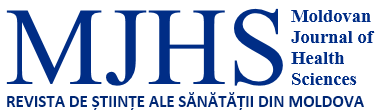 MJHS
Moldovan
Journal of
Health
Sciences
REVISTA DE ȘTIINȚE ALE SĂNĂTĂȚII DIN MOLDOVA